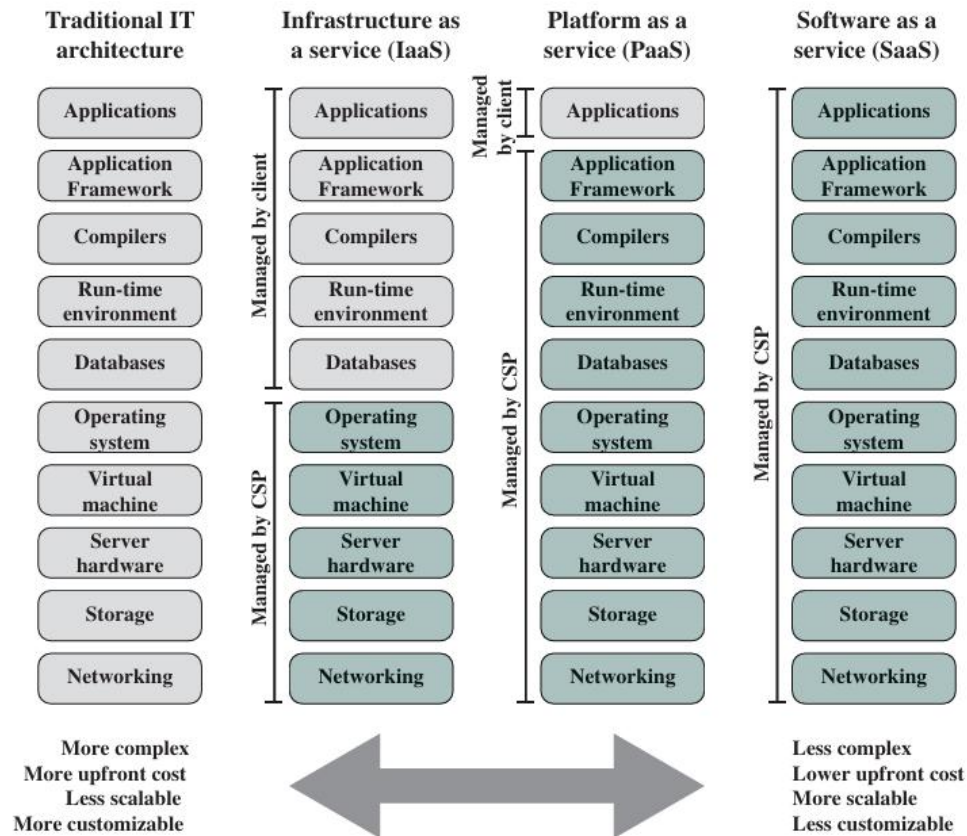 Traditional IT
architecture
Applications
Application
Framework
Compilers
Run-time
environment
Databases
Operating
system
Virtual
machine
Server
hardware
Storage
Networking
Infrastructure as
a service (IaaS)
Managed by client
Managed by CSP
Applications
Application
Framework
Compilers
Run-time
environment
Databases
Operating
system
Virtual
machine
Server
hardware
Storage
Networking
Platform as a
service (PaaS)
Managed
by client
Managed by CSP
Applications
Application
Framework
Compilers
Run-time
environment
Databases
Operating
system
Virtual
machine
Server
hardware
Storage
Networking
Software as a
service (SaaS)
Managed by CSP
Applications
Application
Framework
Compilers
Run-time
environment
Databases
Operating
system
Virtual
machine
Server
hardware
Storage
Networking
More complex
More upfront cost
Less scalable
More customizable
Less complex
Lower upfront cost
More scalable
Less customizable